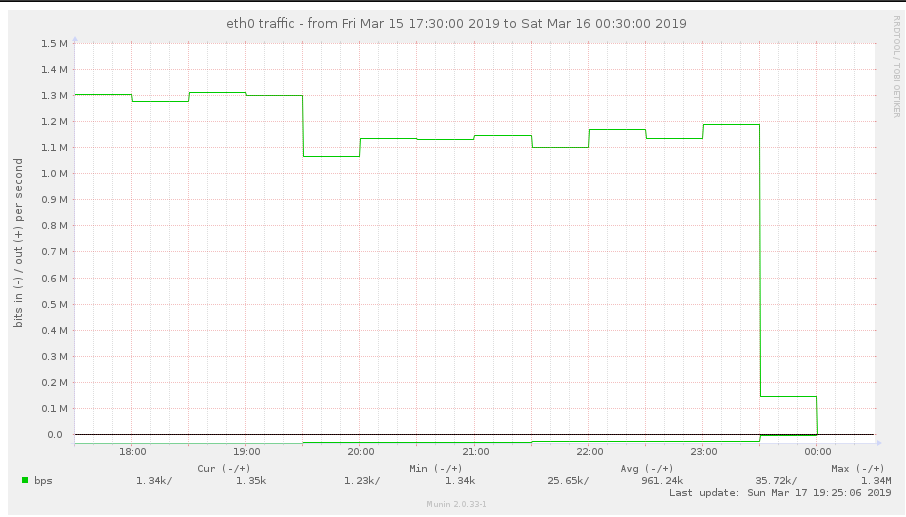 eth0 traffic - from Fri Mar 15 17:30:00 2019 to Sat Mar 16 00:30:00 2019
RRDTOOL / TOBI OETIKER
bits in (-) / out (+) per second
1.5 M
1.4 M
1.3 M
1.2 M
1.1 M
1.0 M
0.9 M
0.8 M
0.7 M
0.6 M
0.5 M
0.4 M
0.3 M
0.2 M
0.1 M
0.0
18:00 19:00 20:00 21:00 22:00 23:00 00:00
Cur (-/+) Min (-/+) Avg (-/+) Max (-/+)
bps 1.34k/ 1.35k 1.23k/ 1.34k 25.65k/ 961.24k 35.72k/ 1.34M
Last update: Sun Mar 17 19:25:06 2019
Munin 2.0.33-1